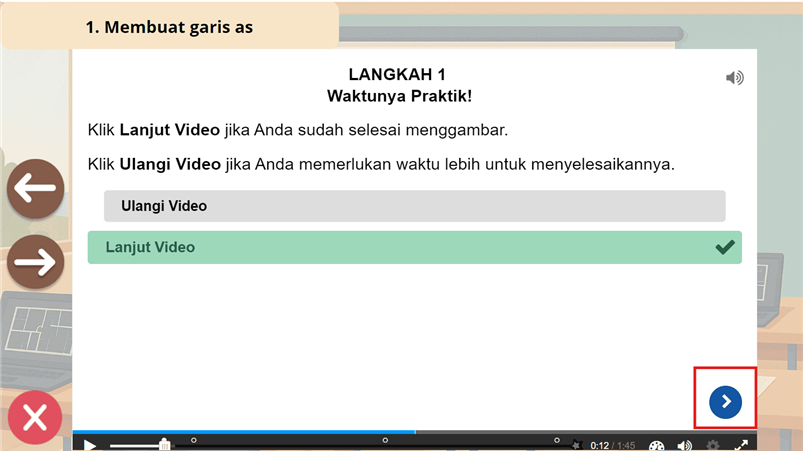 1. Membuat garis as
LANGKAH 1
Waktunya Praktik!
Klik Lanjut Video jika Anda sudah selesai menggambar.
Klik Ulangi Video jika Anda memerlukan waktu lebih untuk menyelesaikannya.
Ulangi Video
Lanjut Video
0:12 / 1:45